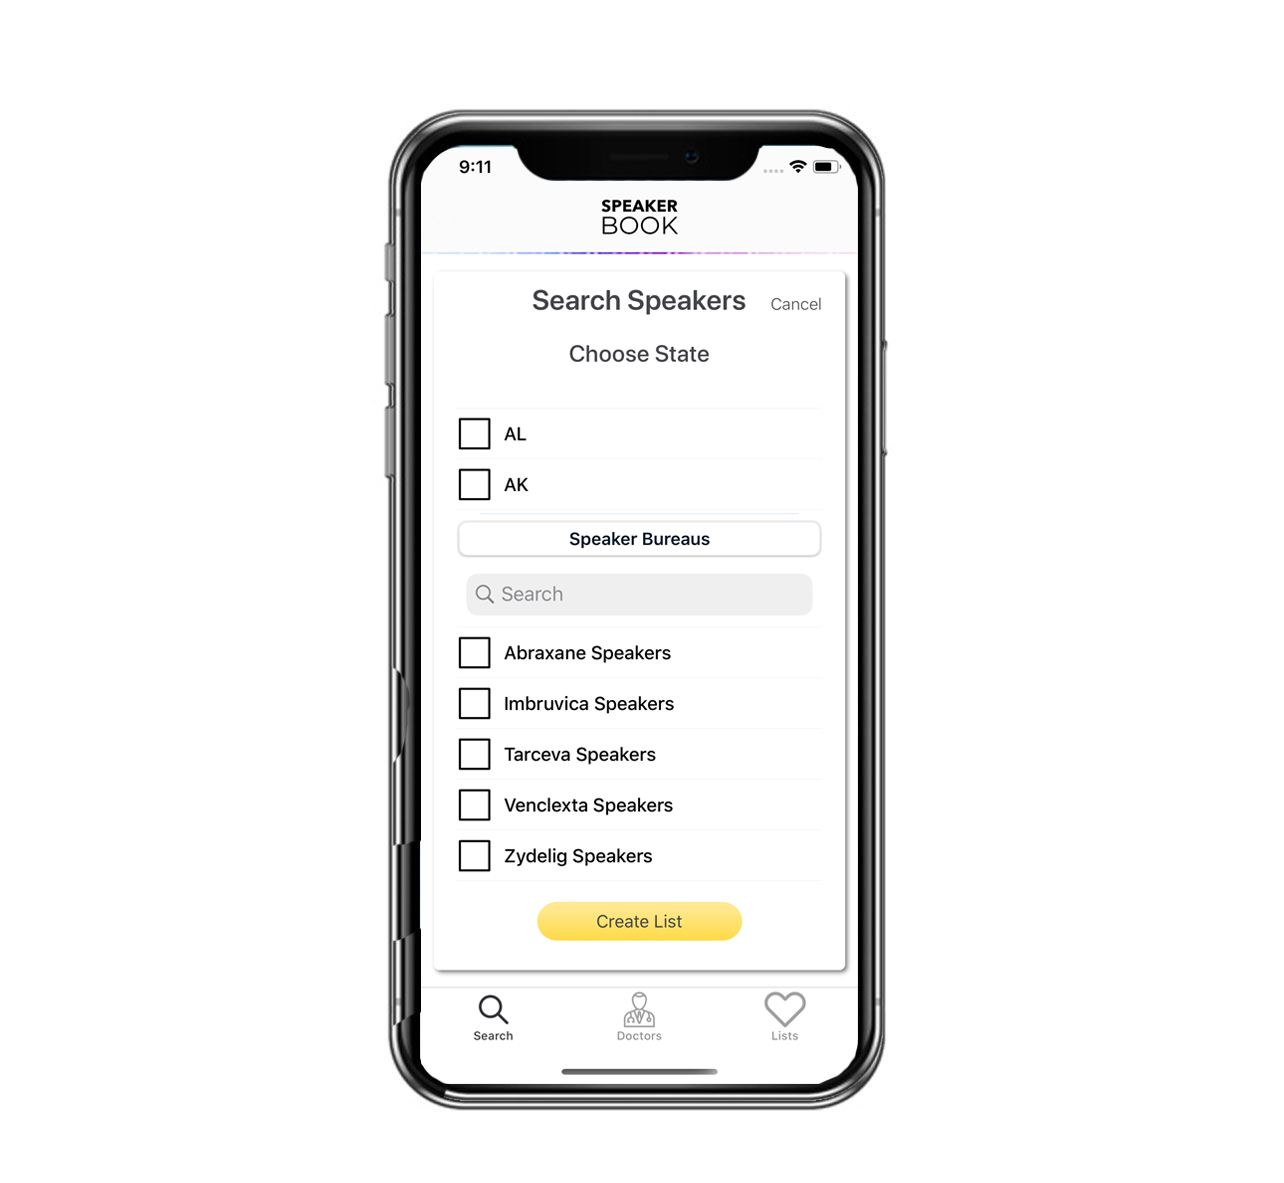 9:11
SPEAKER
BOOK
Search Speakers
Cancel
Choose State
AL
AK
Speaker Bureaus
Search
Abraxane Speakers
Imbruvica Speakers
Tarceva Speakers
Venclexta Speakers
Zydelig Speakers
Create List
Search
Doctors
Lists